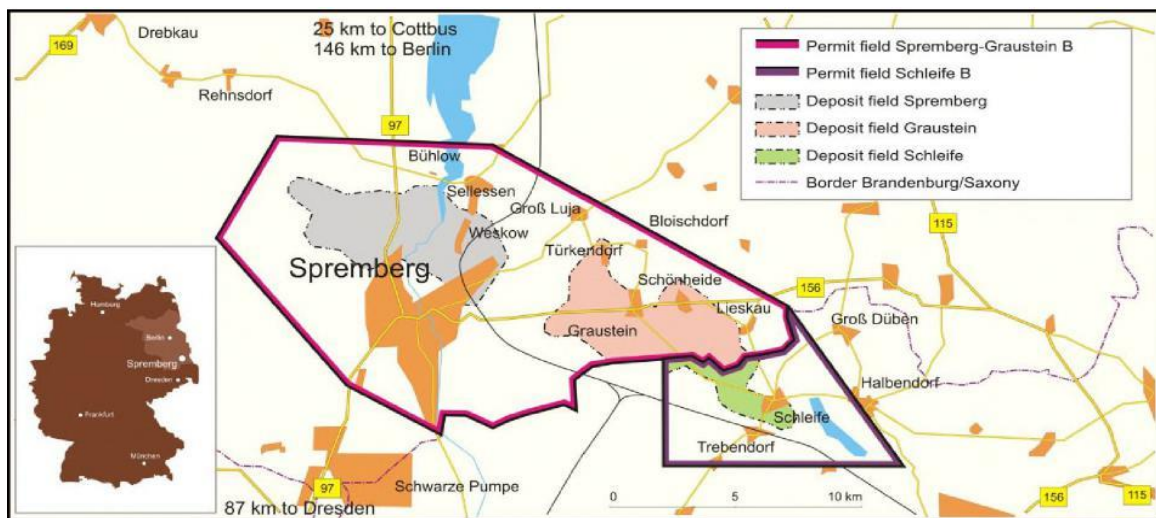 169
Drebkau
25 km to Cottbus
146 km to Berlin
Rehnsdorf
97
Bühlow
Sellessen
Groß Luja
Weskow
Bloischdorf
Türkendorf
Spremberg
Schönheide
Lieskau
Graustein
156
115
Groß Düben
Halbendorf
Schleife
Trebendorf
Schwarze Pumpe
97
87 km to Dresden
0 5 10 km
156
115
Permit field Spremberg-Graustein B
Permit field Schleife B
Deposit field Spremberg
Deposit field Graustein
Deposit field Schleife
Border Brandenburg/Saxony
Hamburg
Berlin
Spremberg
Dresden
Frankfurt
München